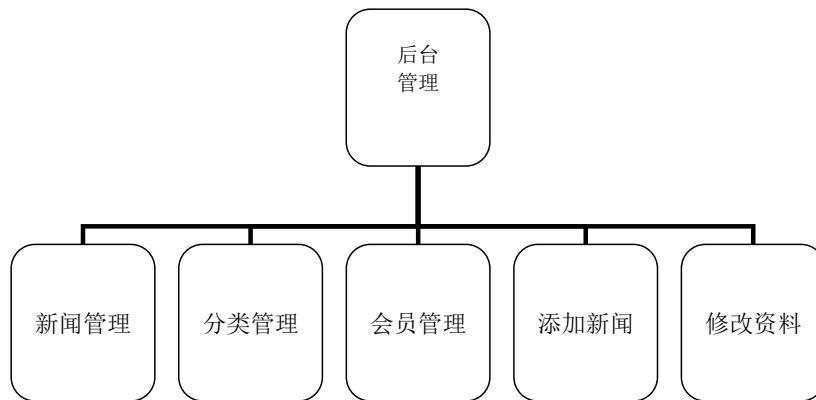 后台
管理
新闻管理
分类管理
会员管理
添加新闻
修改资料